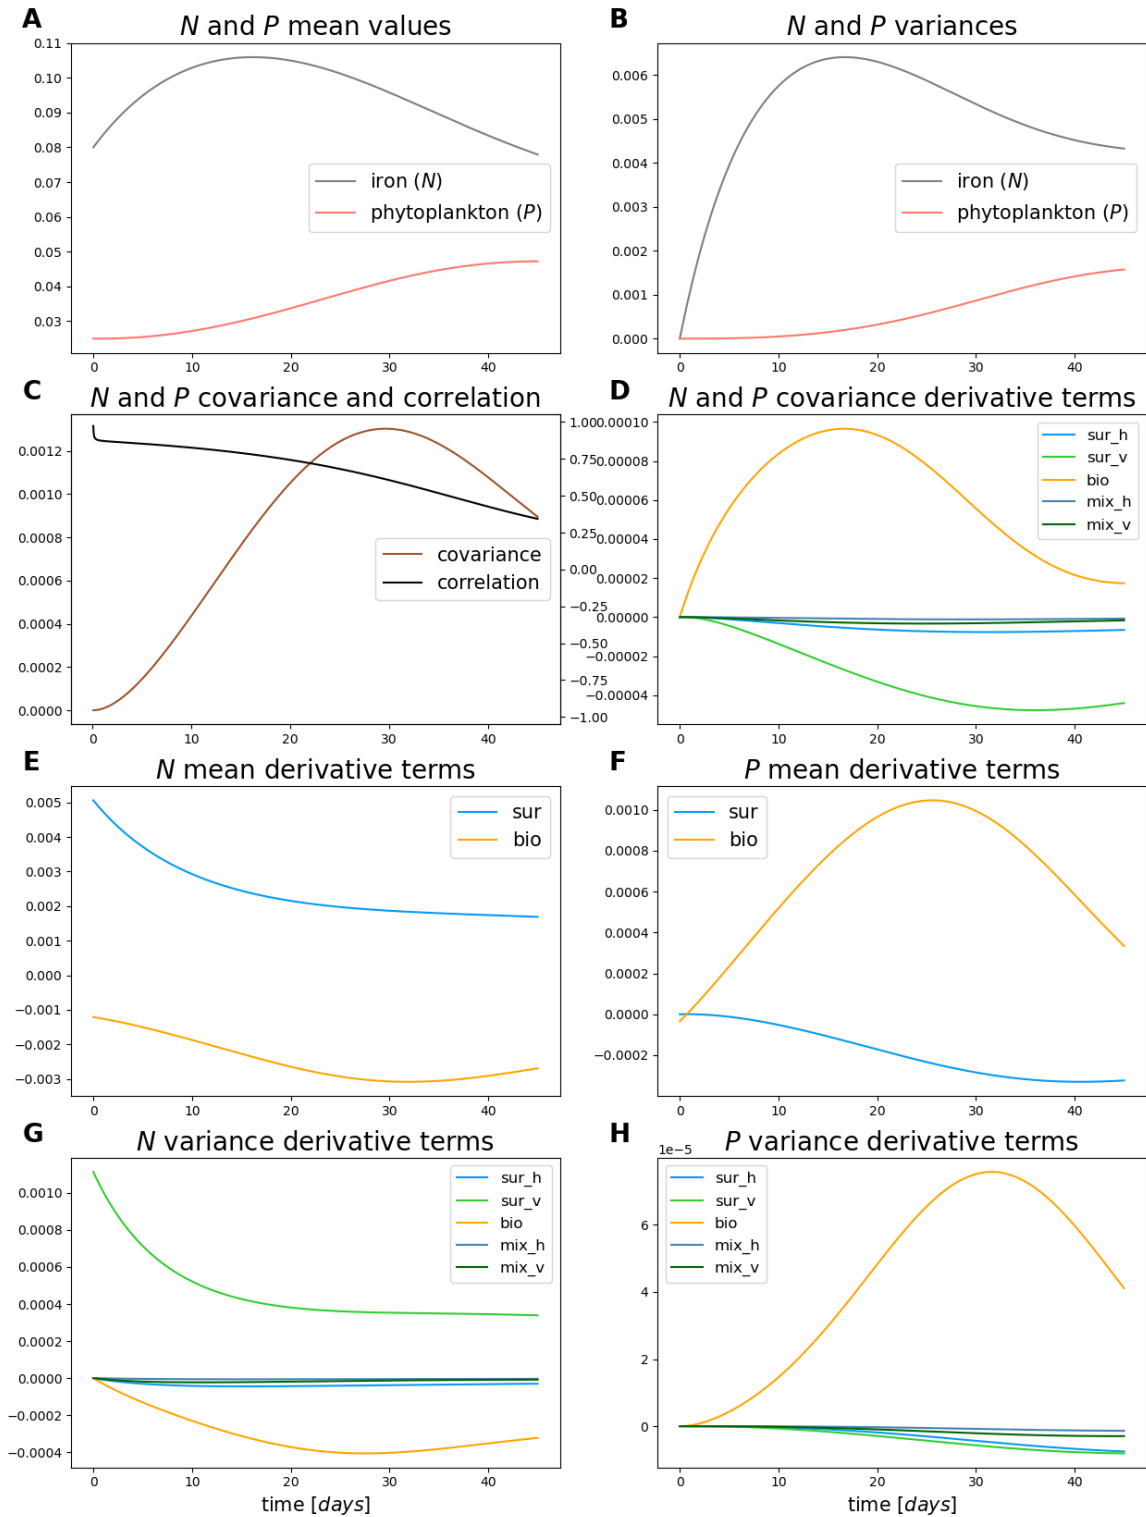 A
N and P mean values
0.11
0.10
0.09
0.08
0.07
0.06
0.05
0.04
0.03
iron (N)
phytoplankton (P)
0 10 20 30 40
B
N and P variances
0.006
0.005
0.004
0.003
0.002
0.001
0.000
iron (N)
phytoplankton (P)
0 10 20 30 40
C
N and P covariance and correlation
0.0012
0.0010
0.0008
0.0006
0.0004
0.0002
0.0000
1.00
0.75
0.50
0.25
0.00
−0.25
−0.50
−0.75
−1.00
covariance
correlation
0 10 20 30 40
D
N and P covariance derivative terms
0.00010
0.00008
0.00006
0.00004
0.00002
0.00000
−0.00002
−0.00004
sur_h
sur_v
bio
mix_h
mix_v
0 10 20 30 40
E
N mean derivative terms
0.005
0.004
0.003
0.002
0.001
0.000
−0.001
−0.002
−0.003
sur
bio
0 10 20 30 40
F
P mean derivative terms
0.0010
0.0008
0.0006
0.0004
0.0002
0.0000
−0.0002
sur
bio
0 10 20 30 40
G
N variance derivative terms
0.0010
0.0008
0.0006
0.0004
0.0002
0.0000
−0.0002
−0.0004
sur_h
sur_v
bio
mix_h
mix_v
0 10 20 30 40
time [days]
H
P variance derivative terms
1e−5
6
4
2
0
sur_h
sur_v
bio
mix_h
mix_v
0 10 20 30 40
time [days]